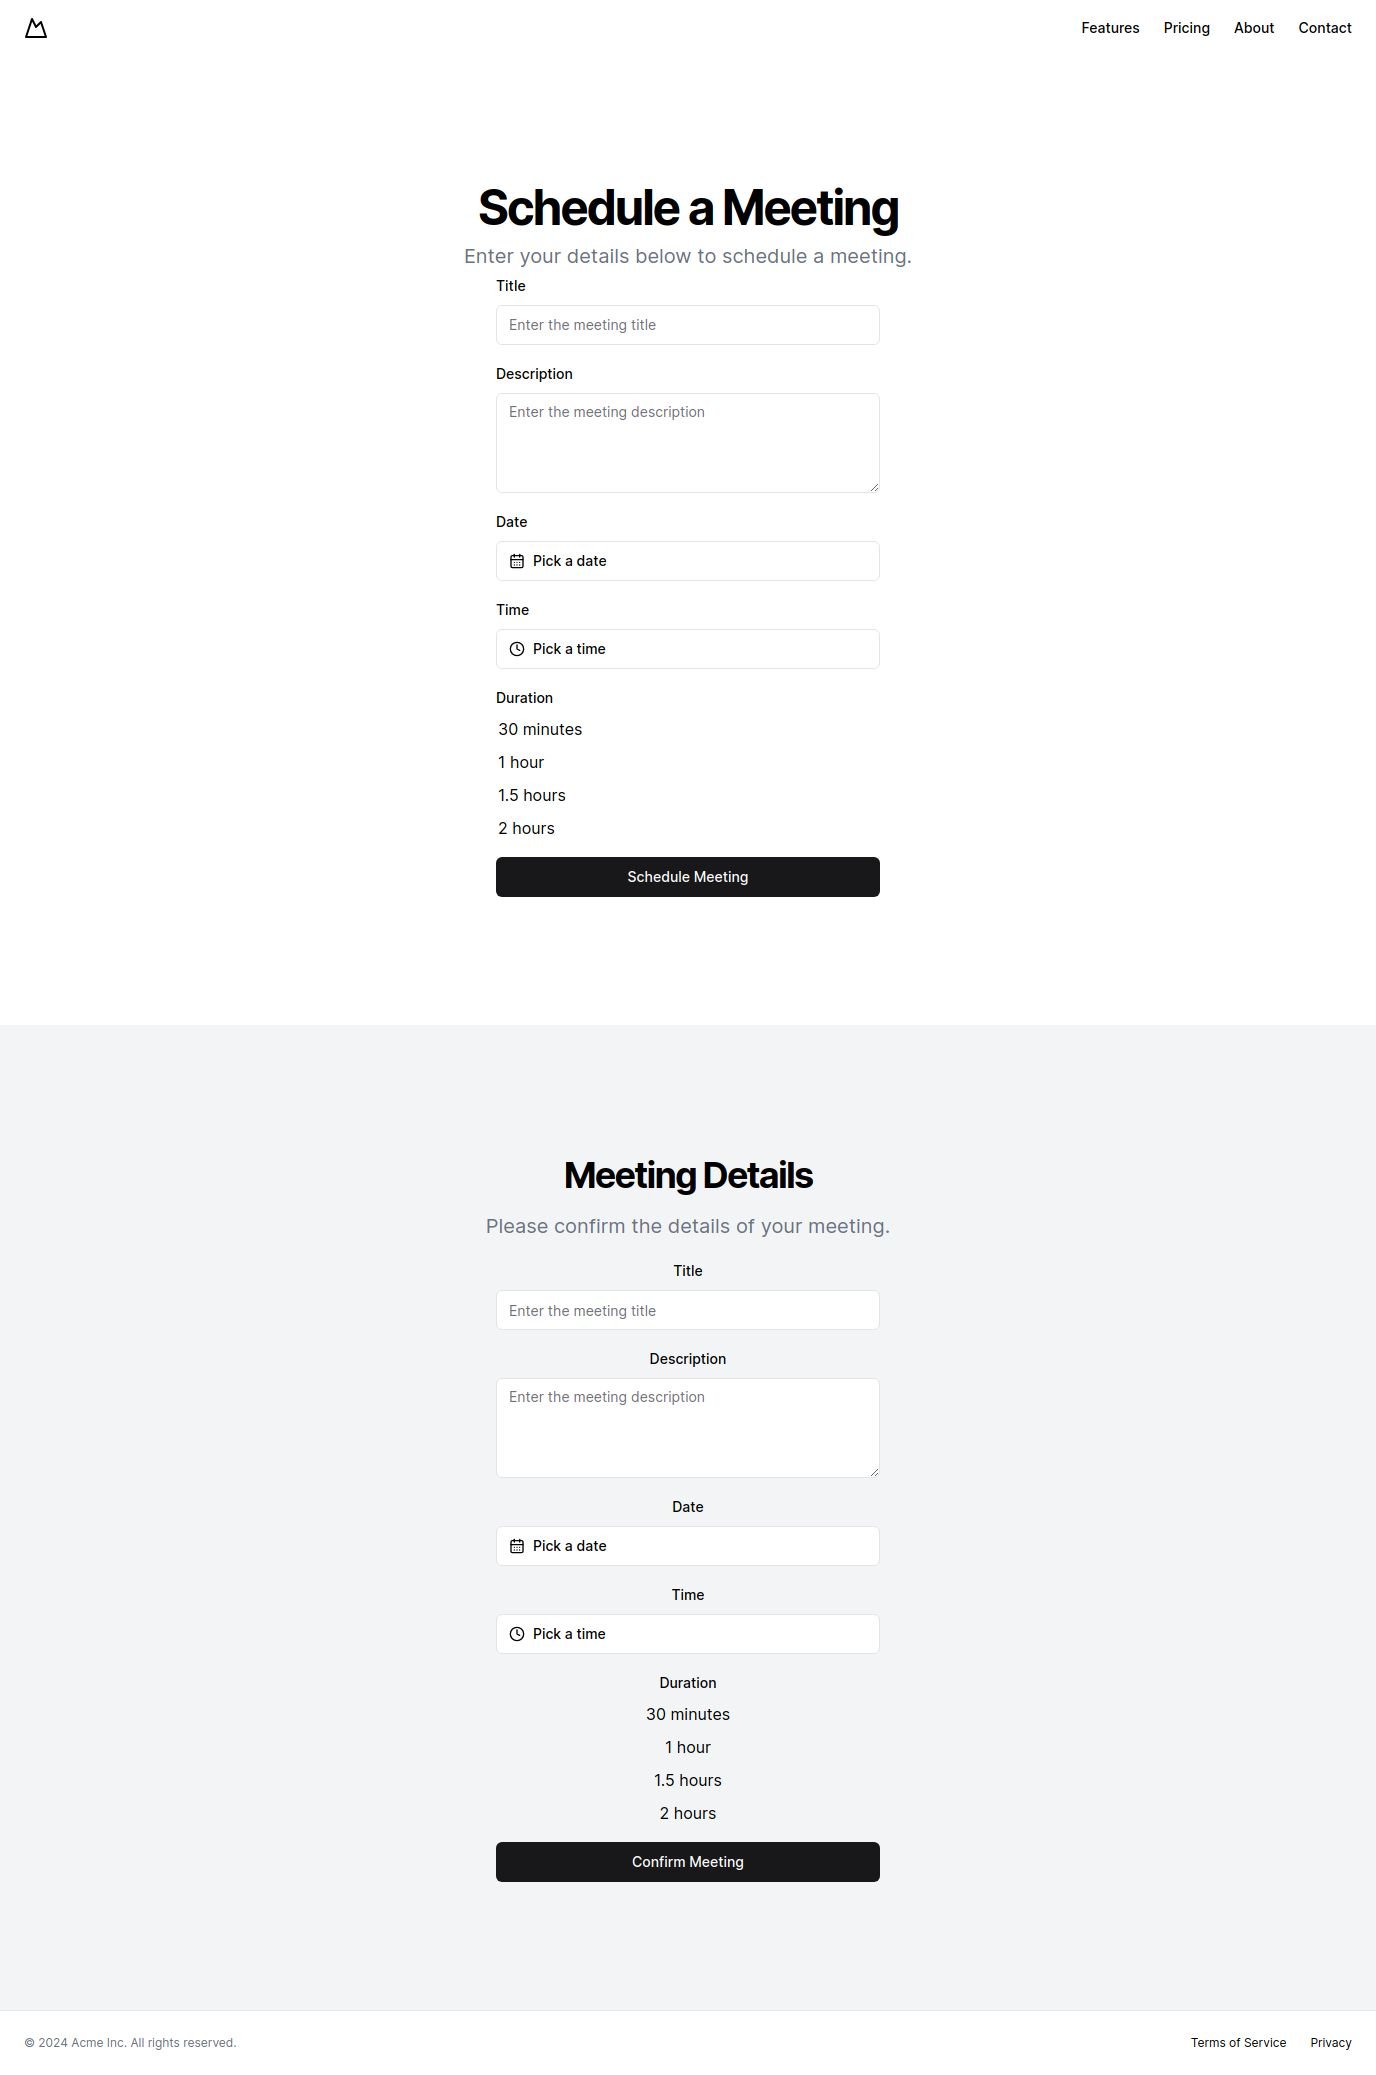 Features Pricing About Contact
Schedule a Meeting
Enter your details below to schedule a meeting.
Title
Enter the meeting title
Description
Enter the meeting description
Date
Pick a date
Time
Pick a time
Duration
30 minutes
1 hour
1.5 hours
2 hours
Schedule Meeting
Meeting Details
Please confirm the details of your meeting.
Title
Enter the meeting title
Description
Enter the meeting description
Date
Pick a date
Time
Pick a time
Duration
30 minutes
1 hour
1.5 hours
2 hours
Confirm Meeting
© 2024 Acme Inc. All rights reserved. Terms of Service Privacy